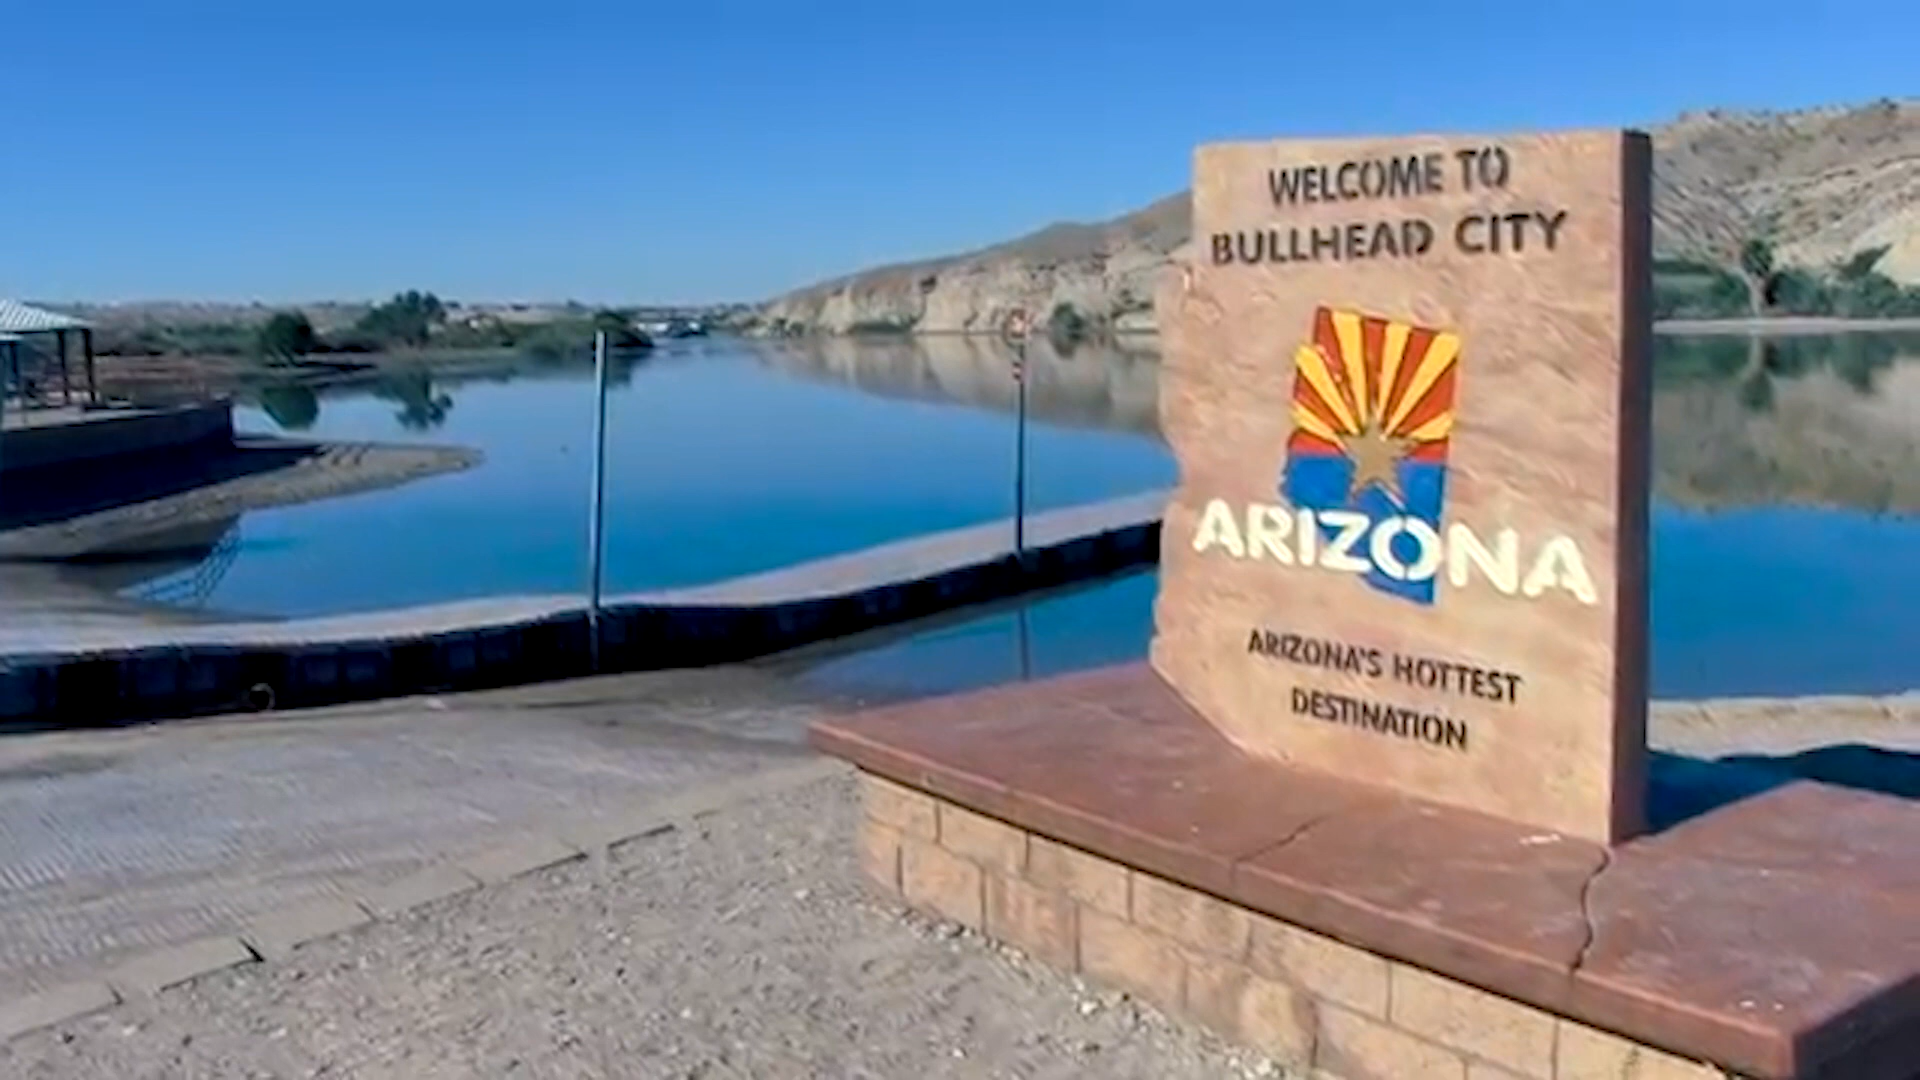 WELCOME TO
BULLHEAD CITY
ARIZONA
ARIZONA'S HOTTEST
DESTINATION